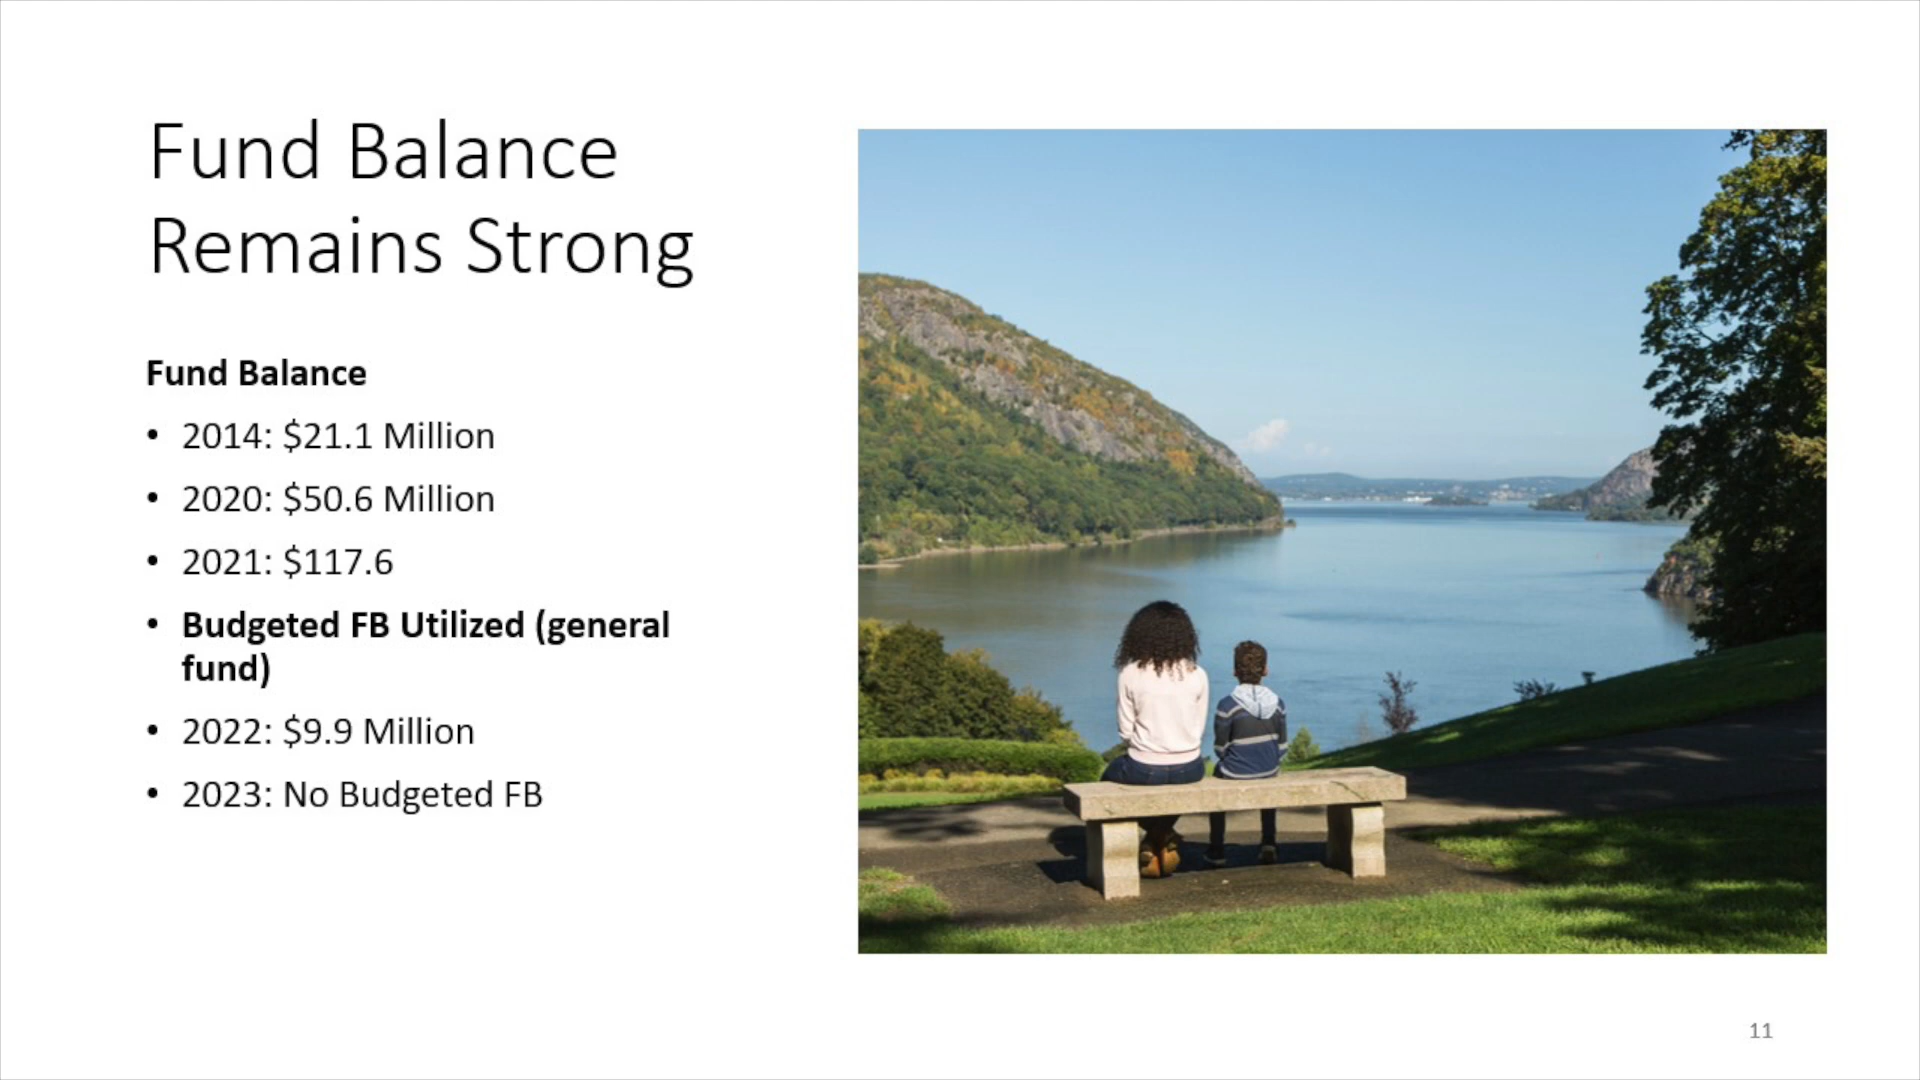 Fund Balance
Remains Strong
Fund Balance
• 2014: $21.1 Million
• 2020: $50.6 Million
• 2021: $117.6
• Budgeted FB Utilized (general
fund)
• 2022: $9.9 Million
• 2023: No Budgeted FB
11